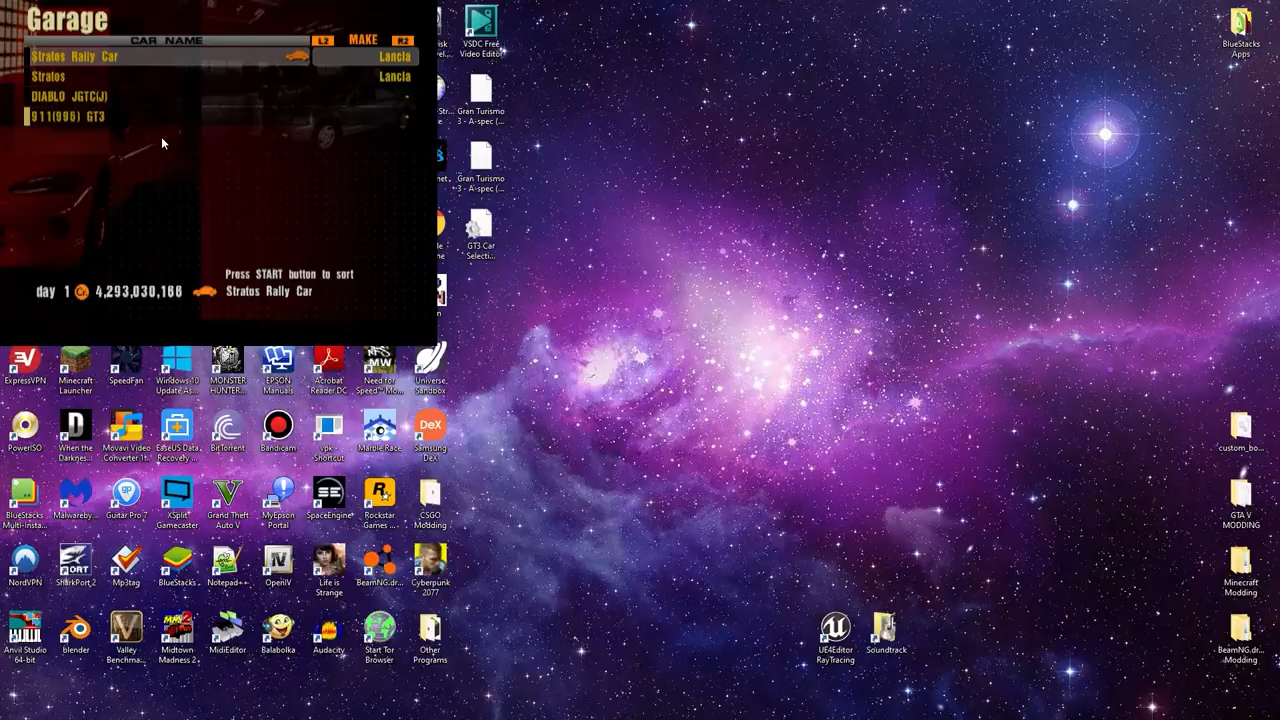 Garage
CAR NAME L2 MAKE R2
Stratos Rally Car Lancia
Stratos Lancia
DIABLO JGTC(J)
911(996) GT3
Press START button to sort
day 1 Cr 4,293,030,166 Stratos Rally Car
VSDC Free
Video Editor
Gran Turismo
3 - A-spec (...
Gran Turismo
3 - A-spec (...
GT3 Car
Selecti...
BlueStacks
Apps
ExpressVPN
Minecraft
Launcher
SpeedFan
Windows 10
Update As...
MONSTER
HUNTER...
EPSON
Manuals
Acrobat
Reader DC
Need for
Speed™ Mo...
Universe
Sandbox
PowerISO
When the
Darknes...
Movavi Video
Converter 1...
EaseUS Data
Recovery ...
BitTorrent
Bandicam
vpk -
Shortcut
Marble Race
DeX
Samsung
DeX
custom_bo...
BlueStacks
Multi-Insta...
Malwareby...
Guitar Pro 7
XSplit
Gamecaster
Grand Theft
Auto V
MyEpson
Portal
SpaceEngine
Rockstar
Games ...
CSGO
Modding
GTA V
MODDING
NordVPN
SharkPort 2
Mp3tag
BlueStacks
Notepad++
OpenIV
Life is
Strange
BeamNG.dr...
Cyberpunk
2077
Minecraft
Modding
Anvil Studio
64-bit
blender
Valley
Benchma...
Midtown
Madness 2
MidiEditor
Balabolka
Audacity
Start Tor
Browser
Other
Programs
UE4Editor
RayTracing
Soundtrack
BeamNG.dr...
Modding